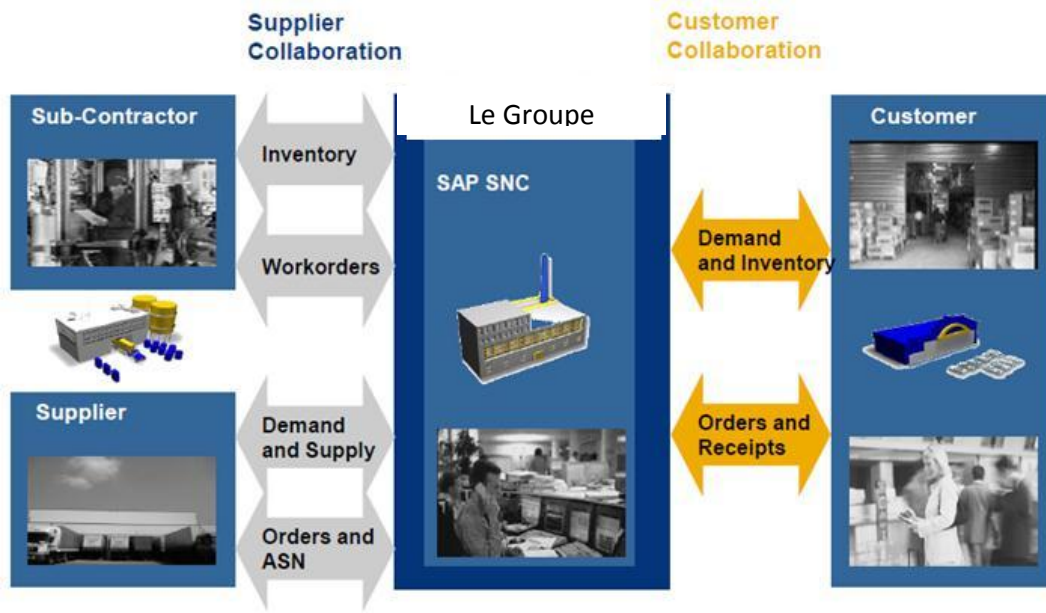 Supplier
Collaboration
Customer
Collaboration
Sub-Contractor
Inventory
Workorders
Supplier
Demand
and Supply
Orders and
ASN
Le Groupe
SAP SNC
Demand
and Inventory
Orders and
Receipts
Customer